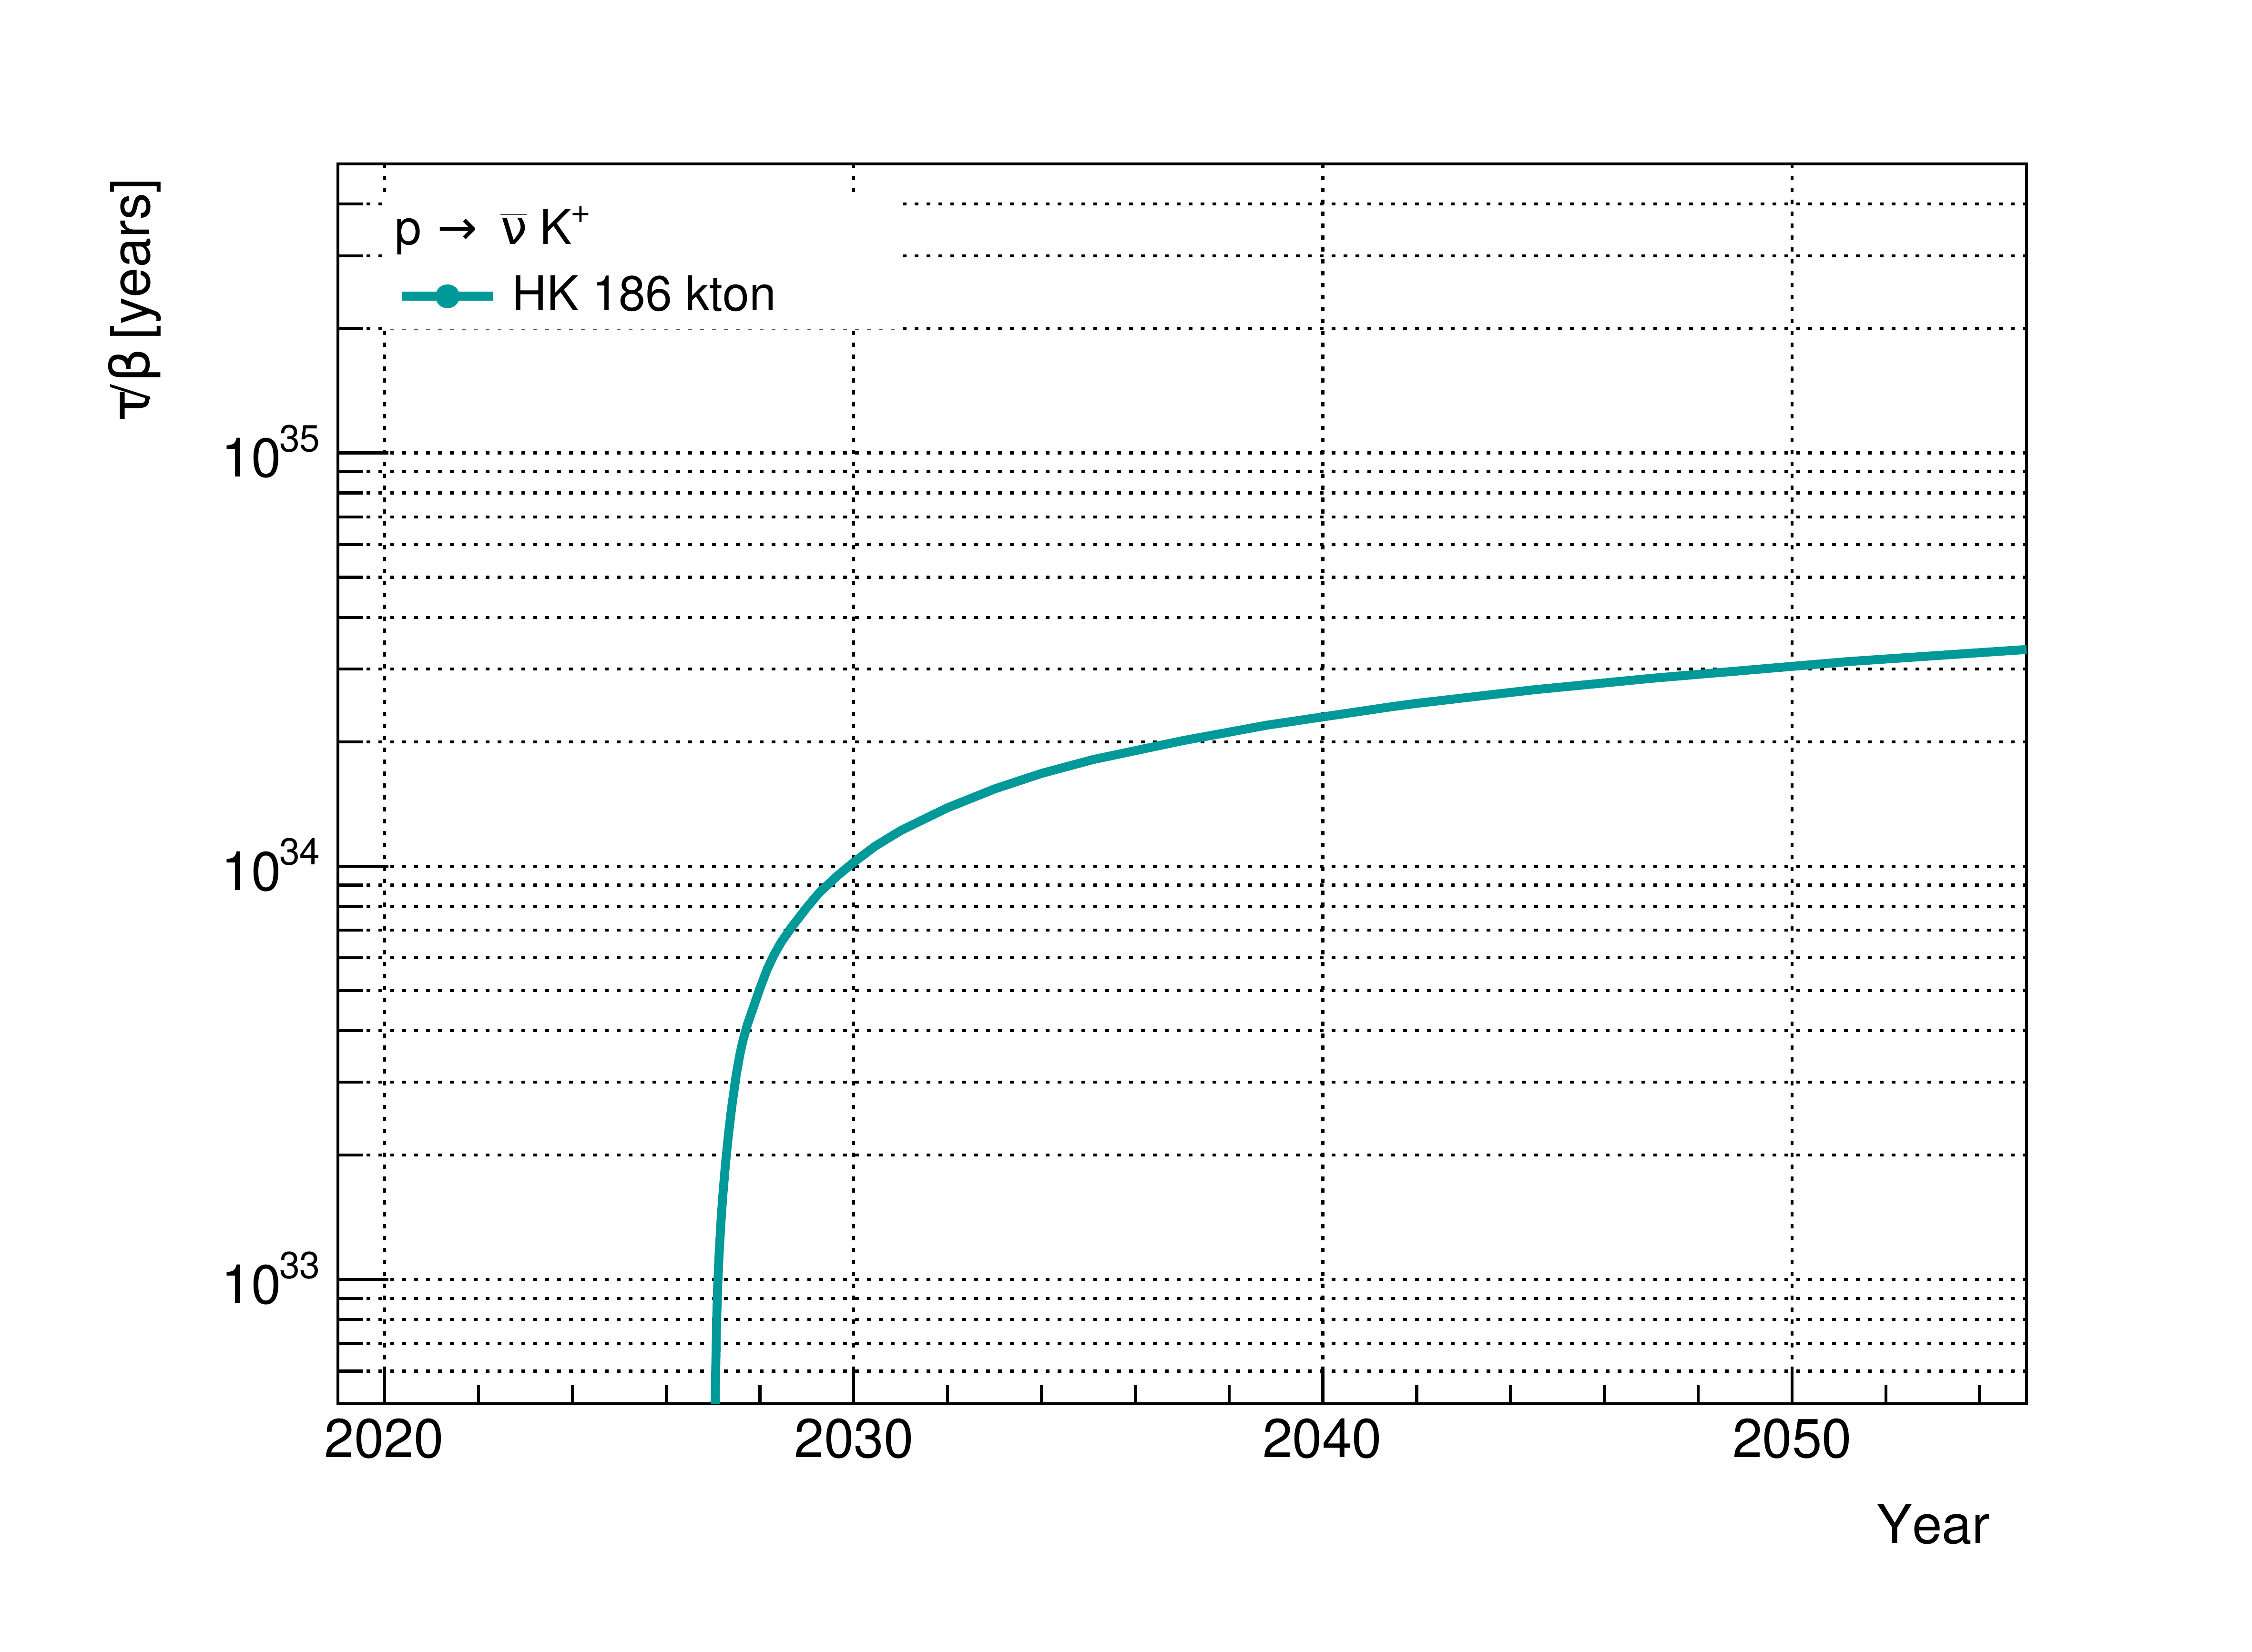 τ/β [years]
p → ν̅ K⁺
HK 186 kton
10³⁵
10³⁴
10³³
2020 2030 2040 2050
Year